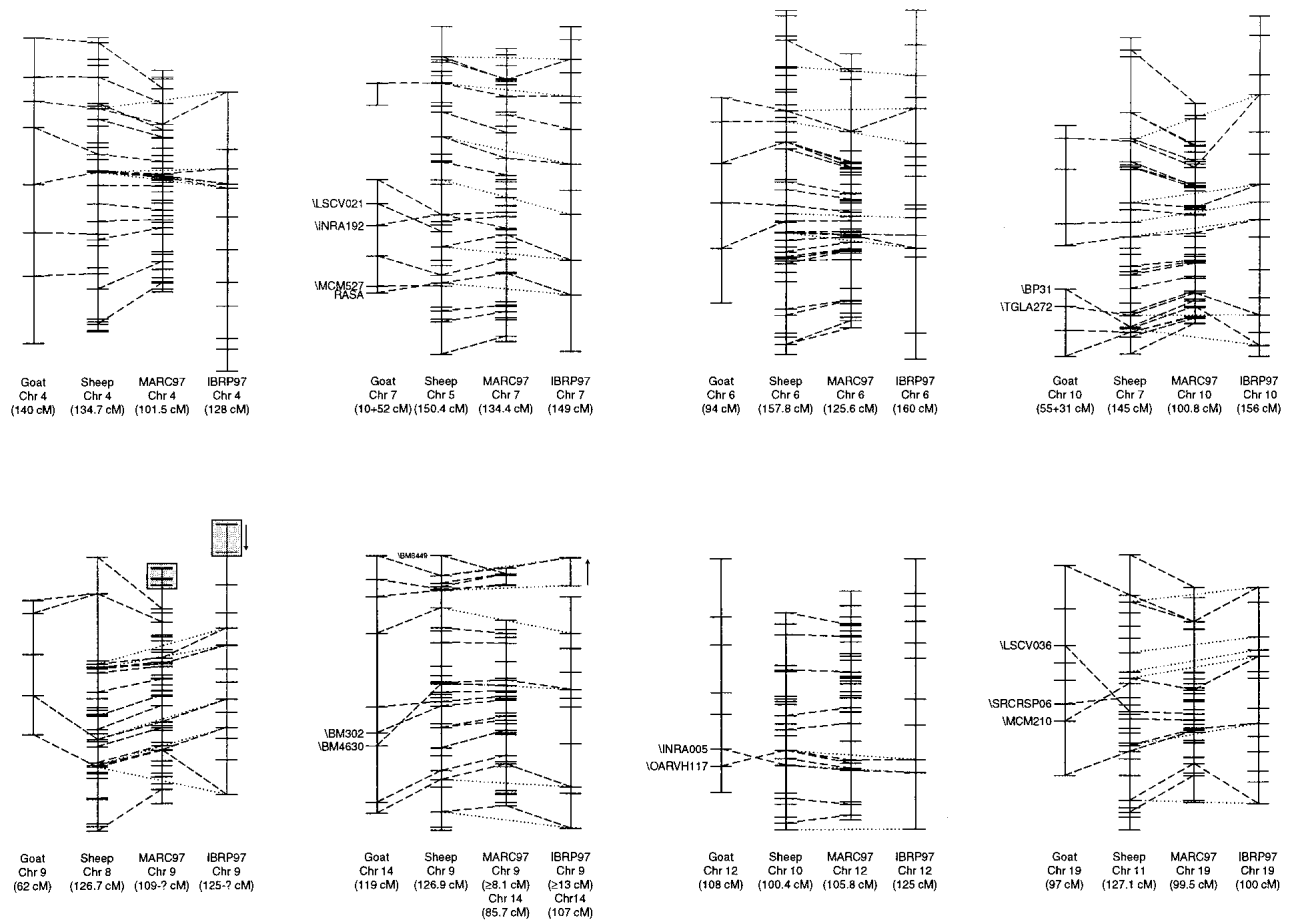 \LSCV021
\INRA192
\MCM527
RASA
\BP31
\TGLA272
Goat Sheep MARC97 IBRP97
Chr 4 Chr 4 Chr 4 Chr 4
(140 cM) (134.7 cM) (101.5 cM) (128 cM)
Goat Sheep MARC97 IBRP97
Chr 7 Chr 5 Chr 7 Chr 7
(10+52 cM) (150.4 cM) (134.4 cM) (149 cM)
Goat Sheep MARC97 IBRP97
Chr 6 Chr 6 Chr 6 Chr 6
(94 cM) (157.8 cM) (125.6 cM) (160 cM)
Goat Sheep MARC97 IBRP97
Chr 10 Chr 7 Chr 10 Chr 10
(55+31 cM) (145 cM) (100.8 cM) (156 cM)
\BMS449
\BM302
\BM4630
\INRA005
\OARVH117
\LSCV036
\SRCRSP06
\MCM210
Goat Sheep MARC97 IBRP97
Chr 9 Chr 8 Chr 9 Chr 9
(62 cM) (126.7 cM) (109-? cM) (125-? cM)
Goat Sheep MARC97 IBRP97
Chr 14 Chr 9 Chr 9 Chr 9
(119 cM) (126.9 cM) (≥8.1 cM) (≥13 cM)
Chr 14 Chr14
(85.7 cM) (107 cM)
Goat Sheep MARC97 IBRP97
Chr 12 Chr 10 Chr 12 Chr 12
(108 cM) (100.4 cM) (105.8 cM) (125 cM)
Goat Sheep MARC97 IBRP97
Chr 19 Chr 11 Chr 19 Chr 19
(97 cM) (127.1 cM) (99.5 cM) (100 cM)